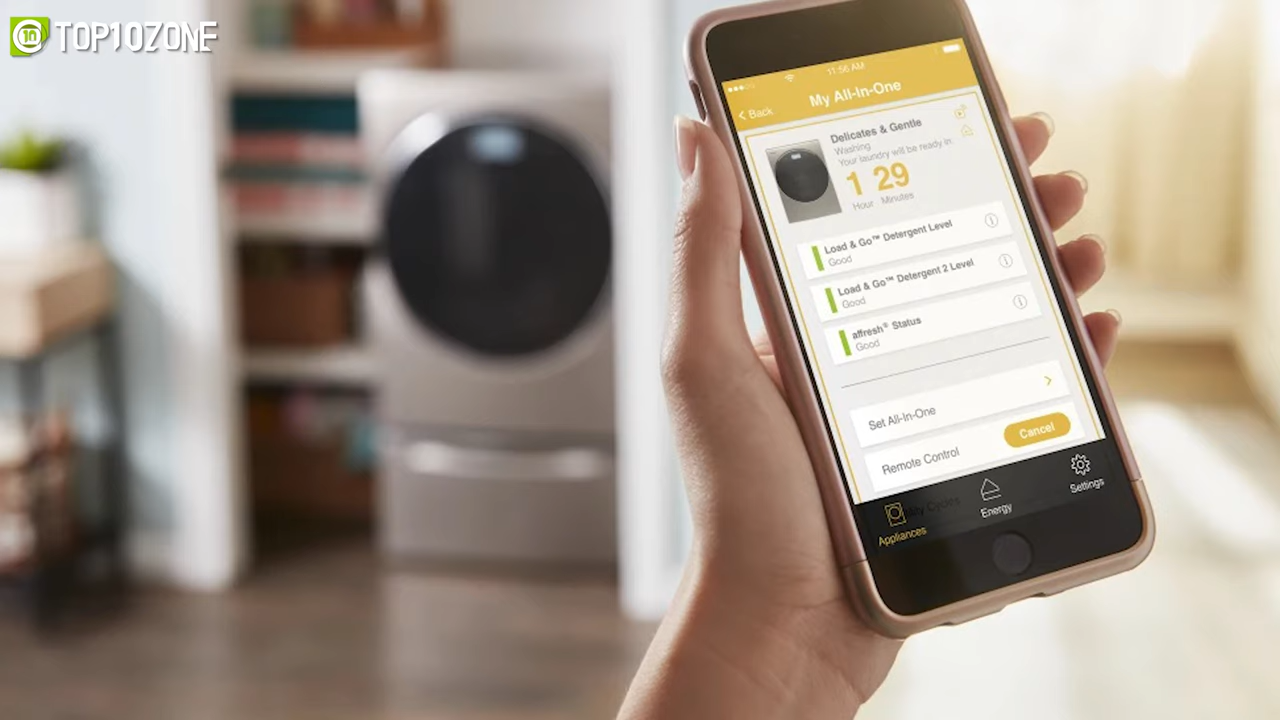 TOP10ZONE
11:56 AM
Back
My All-In-One
Delicates & Gentle
Washing
Your laundry will be ready in:
1 29
Hour Minutes
Load & Go™ Detergent Level
Good
Load & Go™ Detergent 2 Level
Good
affresh® Status
Good
Set All-In-One
Remote Control
Cancel
Cycles
Appliances
Energy
Settings